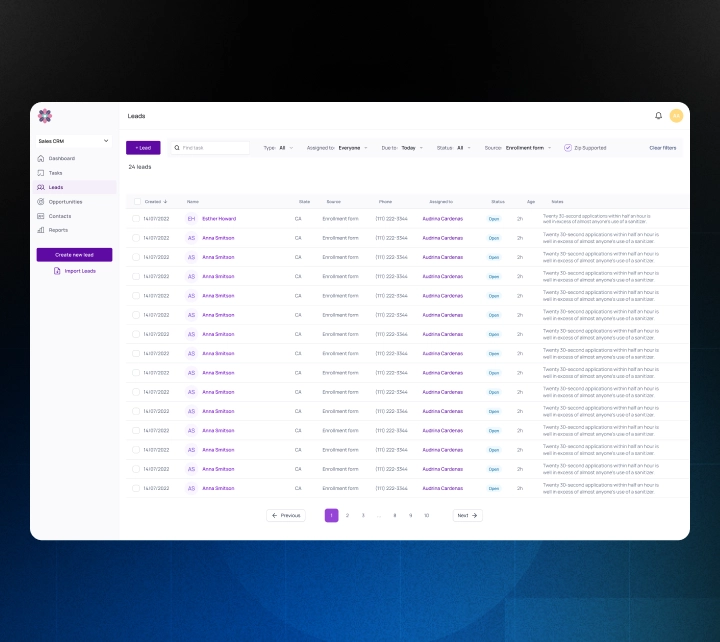 Leads
Sales CRM
Dashboard
Tasks
Leads
Opportunities
Contacts
Reports
Create new lead
Import Leads
+ Lead
Find task
Type: All
Assigned to: Everyone
Due to: Today
Status: All
Source: Enrollment form
Zip Supported
Clear filters
24 leads
Created Name State Source Phone Assigned to Status Age Notes
14/07/2022 EH Esther Howard CA Enrollment form (111) 222-3344 Audrina Cardenas Open 2h Twenty 30-second applications within half an hour is
well in excess of almost anyone's use of a sanitizer.
14/07/2022 AS Anna Smitson CA Enrollment form (111) 222-3344 Audrina Cardenas Open 2h Twenty 30-second applications within half an hour is
well in excess of almost anyone's use of a sanitizer.
14/07/2022 AS Anna Smitson CA Enrollment form (111) 222-3344 Audrina Cardenas Open 2h Twenty 30-second applications within half an hour is
well in excess of almost anyone's use of a sanitizer.
14/07/2022 AS Anna Smitson CA Enrollment form (111) 222-3344 Audrina Cardenas Open 2h Twenty 30-second applications within half an hour is
well in excess of almost anyone's use of a sanitizer.
14/07/2022 AS Anna Smitson CA Enrollment form (111) 222-3344 Audrina Cardenas Open 2h Twenty 30-second applications within half an hour is
well in excess of almost anyone's use of a sanitizer.
14/07/2022 AS Anna Smitson CA Enrollment form (111) 222-3344 Audrina Cardenas Open 2h Twenty 30-second applications within half an hour is
well in excess of almost anyone's use of a sanitizer.
14/07/2022 AS Anna Smitson CA Enrollment form (111) 222-3344 Audrina Cardenas Open 2h Twenty 30-second applications within half an hour is
well in excess of almost anyone's use of a sanitizer.
14/07/2022 AS Anna Smitson CA Enrollment form (111) 222-3344 Audrina Cardenas Open 2h Twenty 30-second applications within half an hour is
well in excess of almost anyone's use of a sanitizer.
14/07/2022 AS Anna Smitson CA Enrollment form (111) 222-3344 Audrina Cardenas Open 2h Twenty 30-second applications within half an hour is
well in excess of almost anyone's use of a sanitizer.
14/07/2022 AS Anna Smitson CA Enrollment form (111) 222-3344 Audrina Cardenas Open 2h Twenty 30-second applications within half an hour is
well in excess of almost anyone's use of a sanitizer.
14/07/2022 AS Anna Smitson CA Enrollment form (111) 222-3344 Audrina Cardenas Open 2h Twenty 30-second applications within half an hour is
well in excess of almost anyone's use of a sanitizer.
14/07/2022 AS Anna Smitson CA Enrollment form (111) 222-3344 Audrina Cardenas Open 2h Twenty 30-second applications within half an hour is
well in excess of almost anyone's use of a sanitizer.
14/07/2022 AS Anna Smitson CA Enrollment form (111) 222-3344 Audrina Cardenas Open 2h Twenty 30-second applications within half an hour is
well in excess of almost anyone's use of a sanitizer.
14/07/2022 AS Anna Smitson CA Enrollment form (111) 222-3344 Audrina Cardenas Open 2h Twenty 30-second applications within half an hour is
well in excess of almost anyone's use of a sanitizer.
14/07/2022 AS Anna Smitson CA Enrollment form (111) 222-3344 Audrina Cardenas Open 2h Twenty 30-second applications within half an hour is
well in excess of almost anyone's use of a sanitizer.
← Previous 1 2 3 ... 8 9 10 Next →